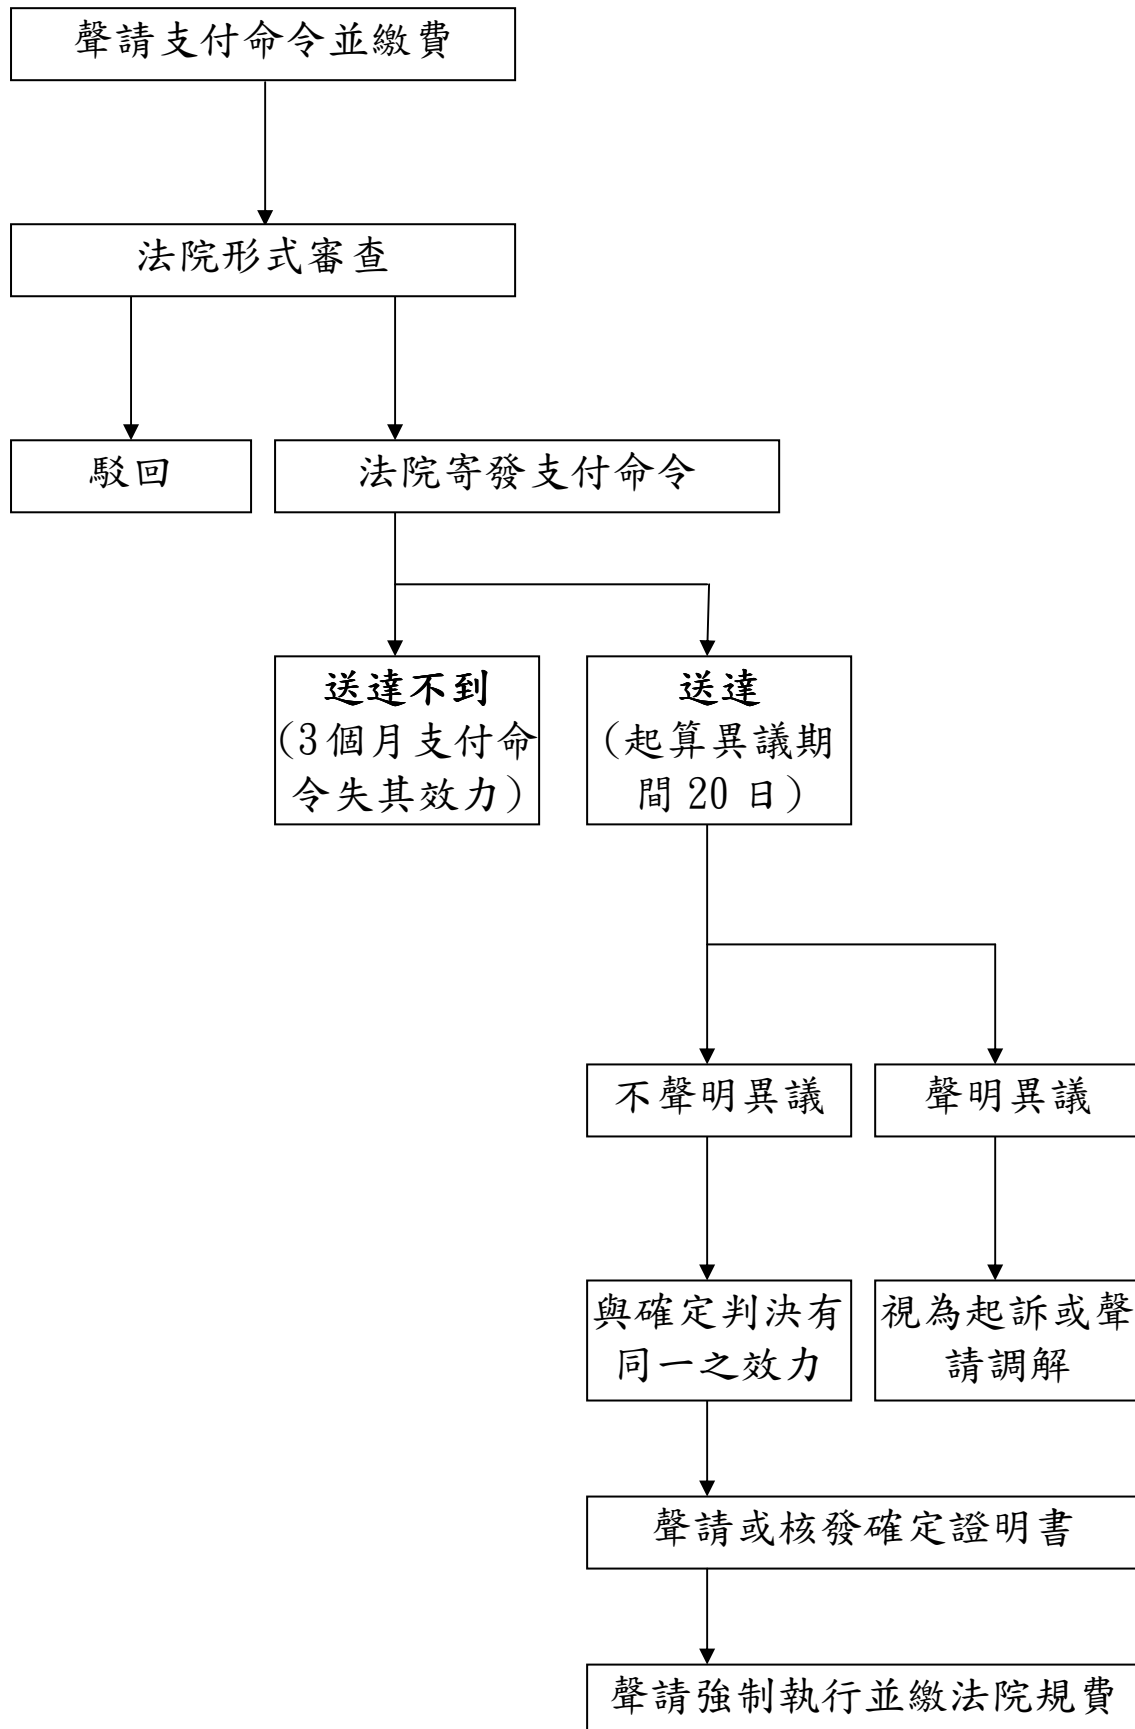 聲請支付命令並繳費
法院形式審查
駁回
法院寄發支付命令
送達不到
(3個月支付命
令失其效力)
送達
(起算異議期
間 20 日)
不聲明異議
聲明異議
與確定判決有
同一之效力
視為起訴或聲
請調解
聲請或核發確定證明書
聲請強制執行並繳法院規費